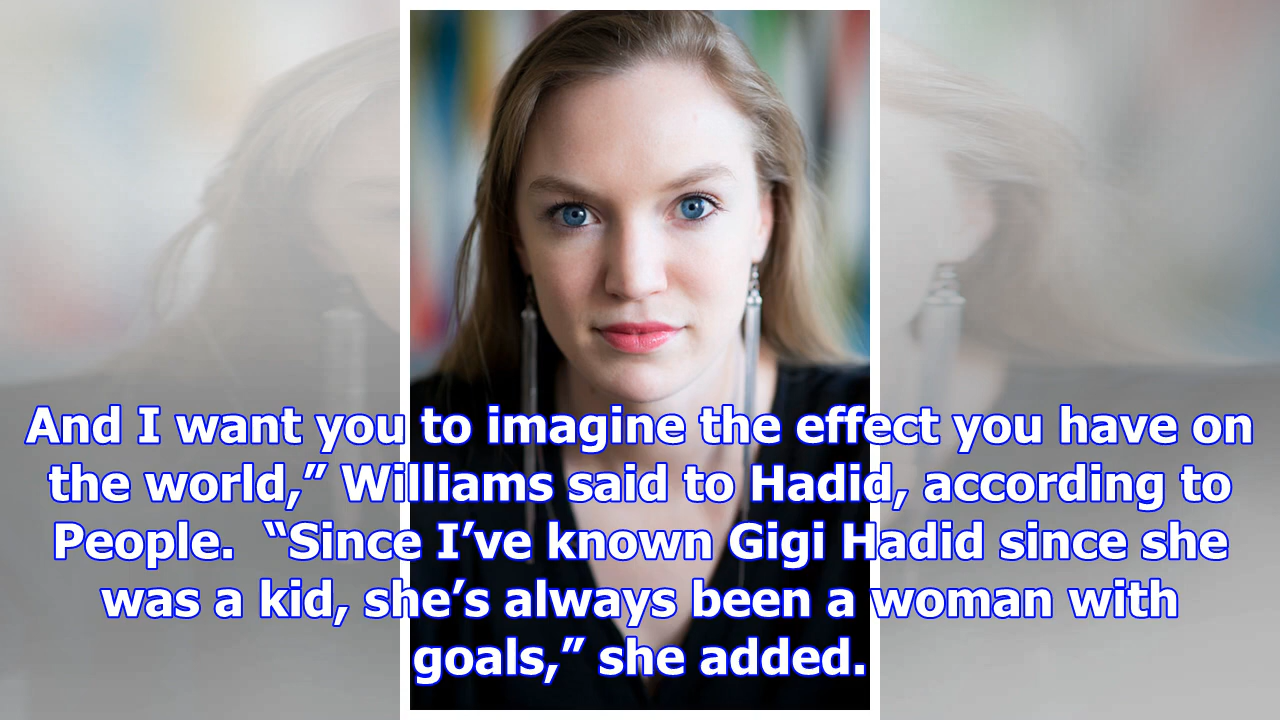 And I want you to imagine the effect you have on
the world,” Williams said to Hadid, according to
People.  “Since I’ve known Gigi Hadid since she
was a kid, she’s always been a woman with
goals,” she added.